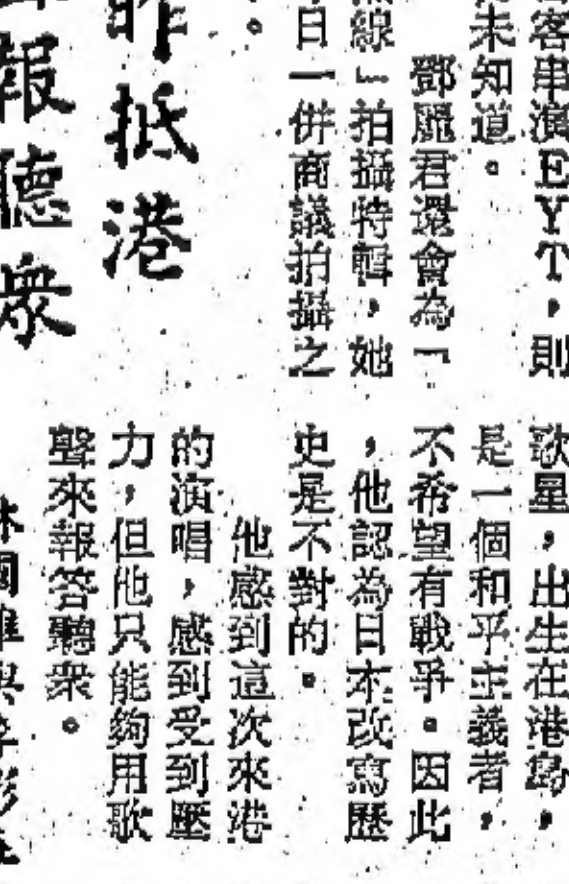 客串演ＥＹＴ，則
未知道。
鄧麗君還會為「
線」拍攝特輯，她
日一併商議拍攝之
歌星，出生在港島，
是一個和平主義者，
不希望有戰爭。因此
，他認為日本改寫歷
史是不對的。
他感到這次來港
的演唱，感到受到壓
力，但他只能夠用歌
聲來報答聽衆。
昨抵港
報聽衆